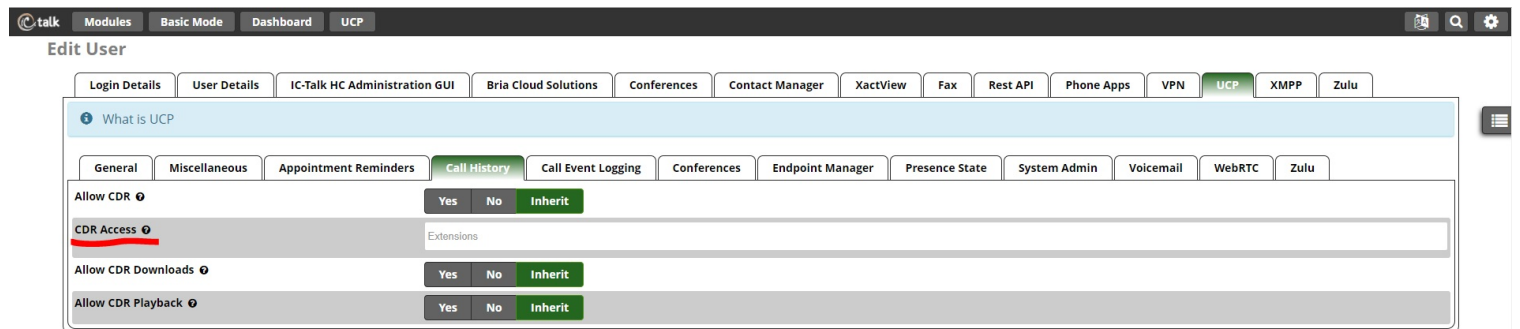 talk Modules Basic Mode Dashboard UCP
Edit User
Login Details User Details IC-Talk HC Administration GUI Bria Cloud Solutions Conferences Contact Manager XactView Fax Rest API Phone Apps VPN UCP XMPP Zulu
What is UCP
General Miscellaneous Appointment Reminders Call History Call Event Logging Conferences Endpoint Manager Presence State System Admin Voicemail WebRTC Zulu
Allow CDR Yes No Inherit
CDR Access Extensions
Allow CDR Downloads Yes No Inherit
Allow CDR Playback Yes No Inherit